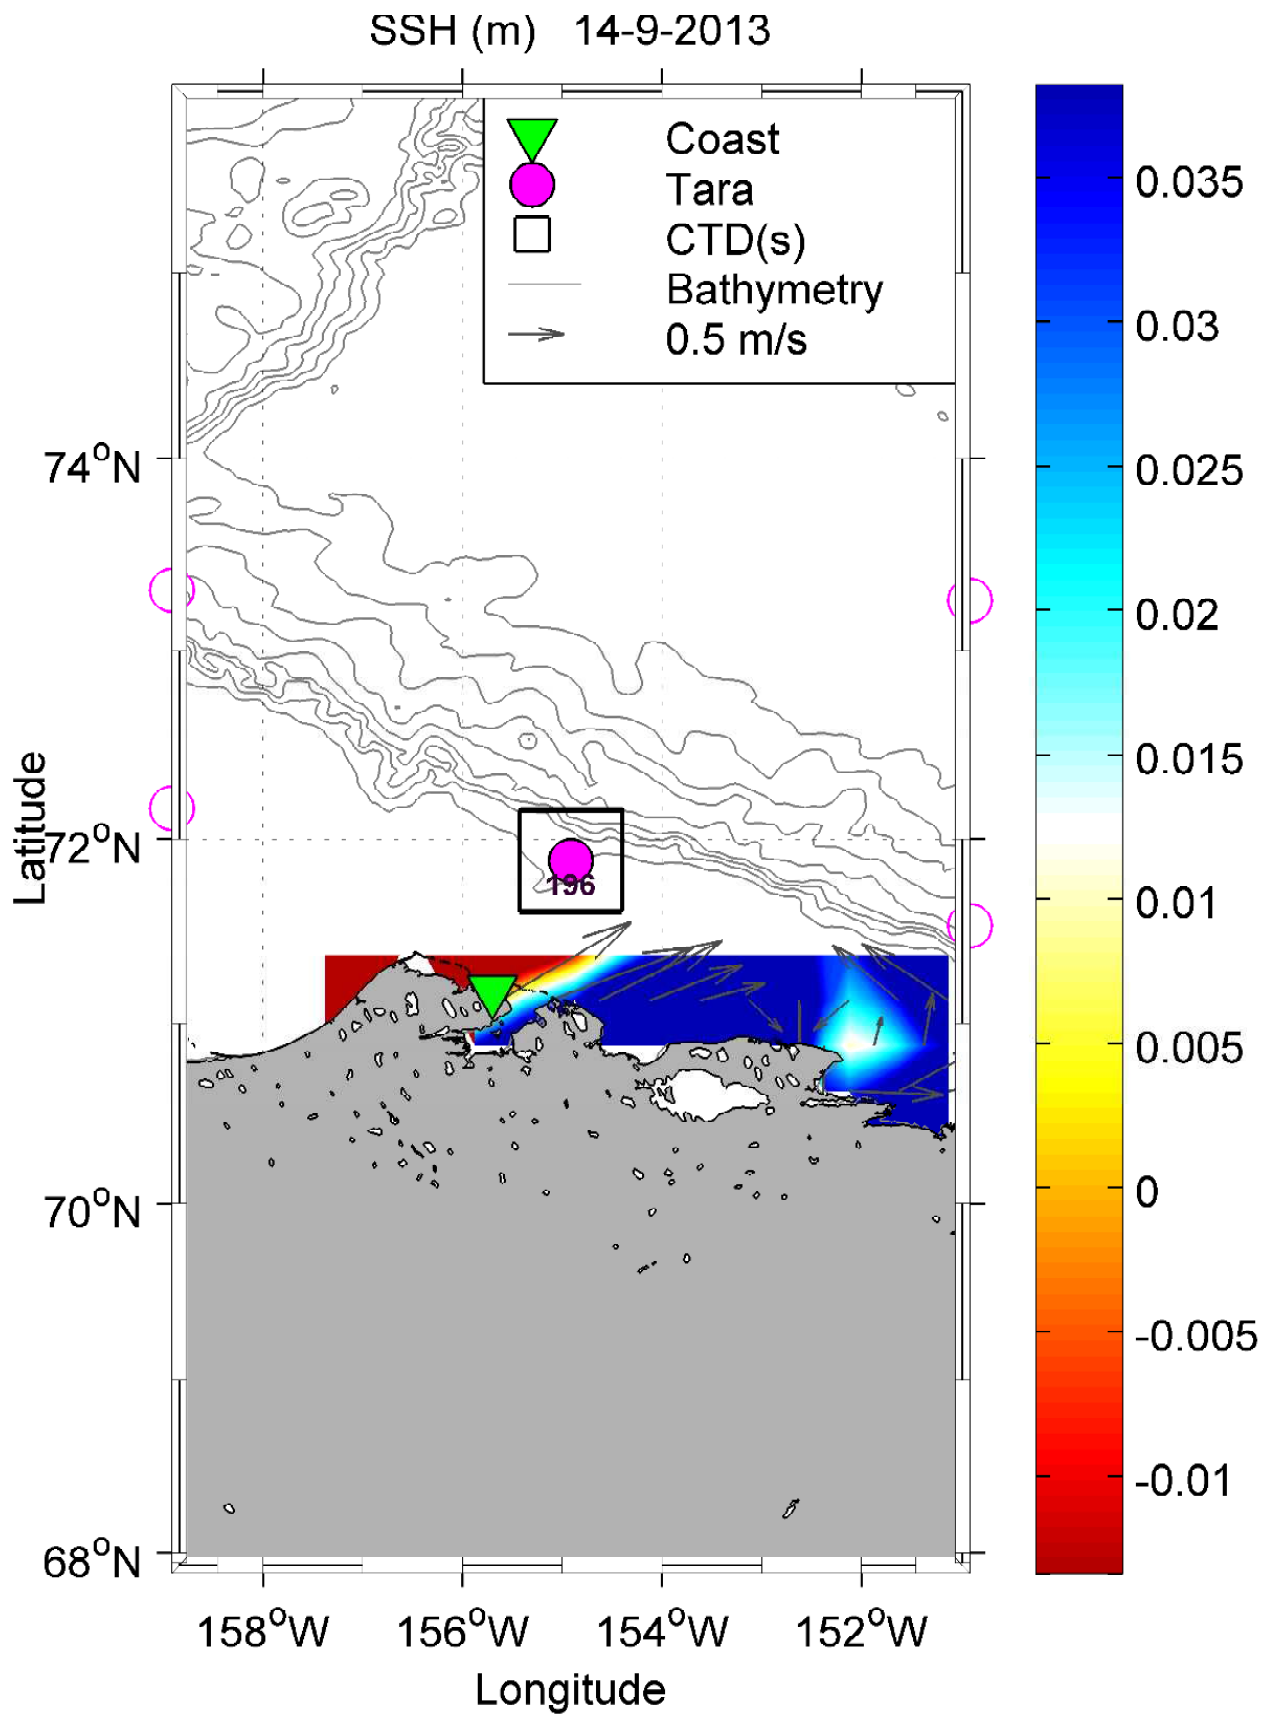 SSH (m) 14-9-2013
Coast
Tara
CTD(s)
Bathymetry
0.5 m/s
74°N
72°N
70°N
68°N
Latitude
196
158°W 156°W 154°W 152°W
Longitude
0.035
0.03
0.025
0.02
0.015
0.01
0.005
0
-0.005
-0.01